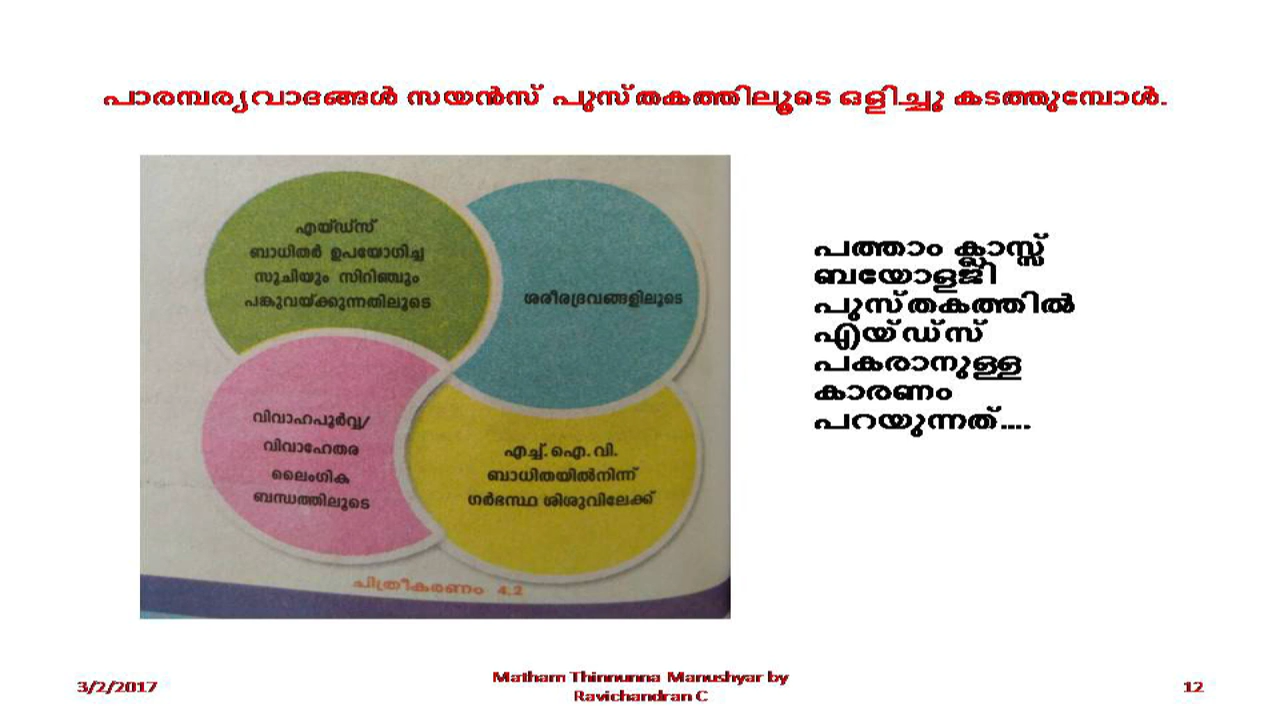 പാരമ്പര്യവാദങ്ങൾ സയൻസ് പുസ്തകത്തിലൂടെ ഒളിച്ചു കടത്തുമ്പോൾ.
എയ്ഡ്സ്
ബാധിതർ ഉപയോഗിച്ച
സൂചിയും സിറിഞ്ചും
പങ്കുവയ്ക്കുന്നതിലൂടെ
ശരീരദ്രവങ്ങളിലൂടെ
വിവാഹപൂർവ്വ/
വിവാഹേതര
ലൈംഗിക
ബന്ധത്തിലൂടെ
എച്ച്.ഐ.വി.
ബാധിതയിൽനിന്ന്
ഗർഭസ്ഥ ശിശുവിലേക്ക്
ചിത്രീകരണം 4.2
പത്താം ക്ലാസ്സ്
ബയോളജി
പുസ്തകത്തിൽ
എയ്ഡ്സ്
പകരാനുള്ള
കാരണം
പറയുന്നത്....
3/2/2017
Matham Thinnunna Manushyar by
Ravichandran C
12